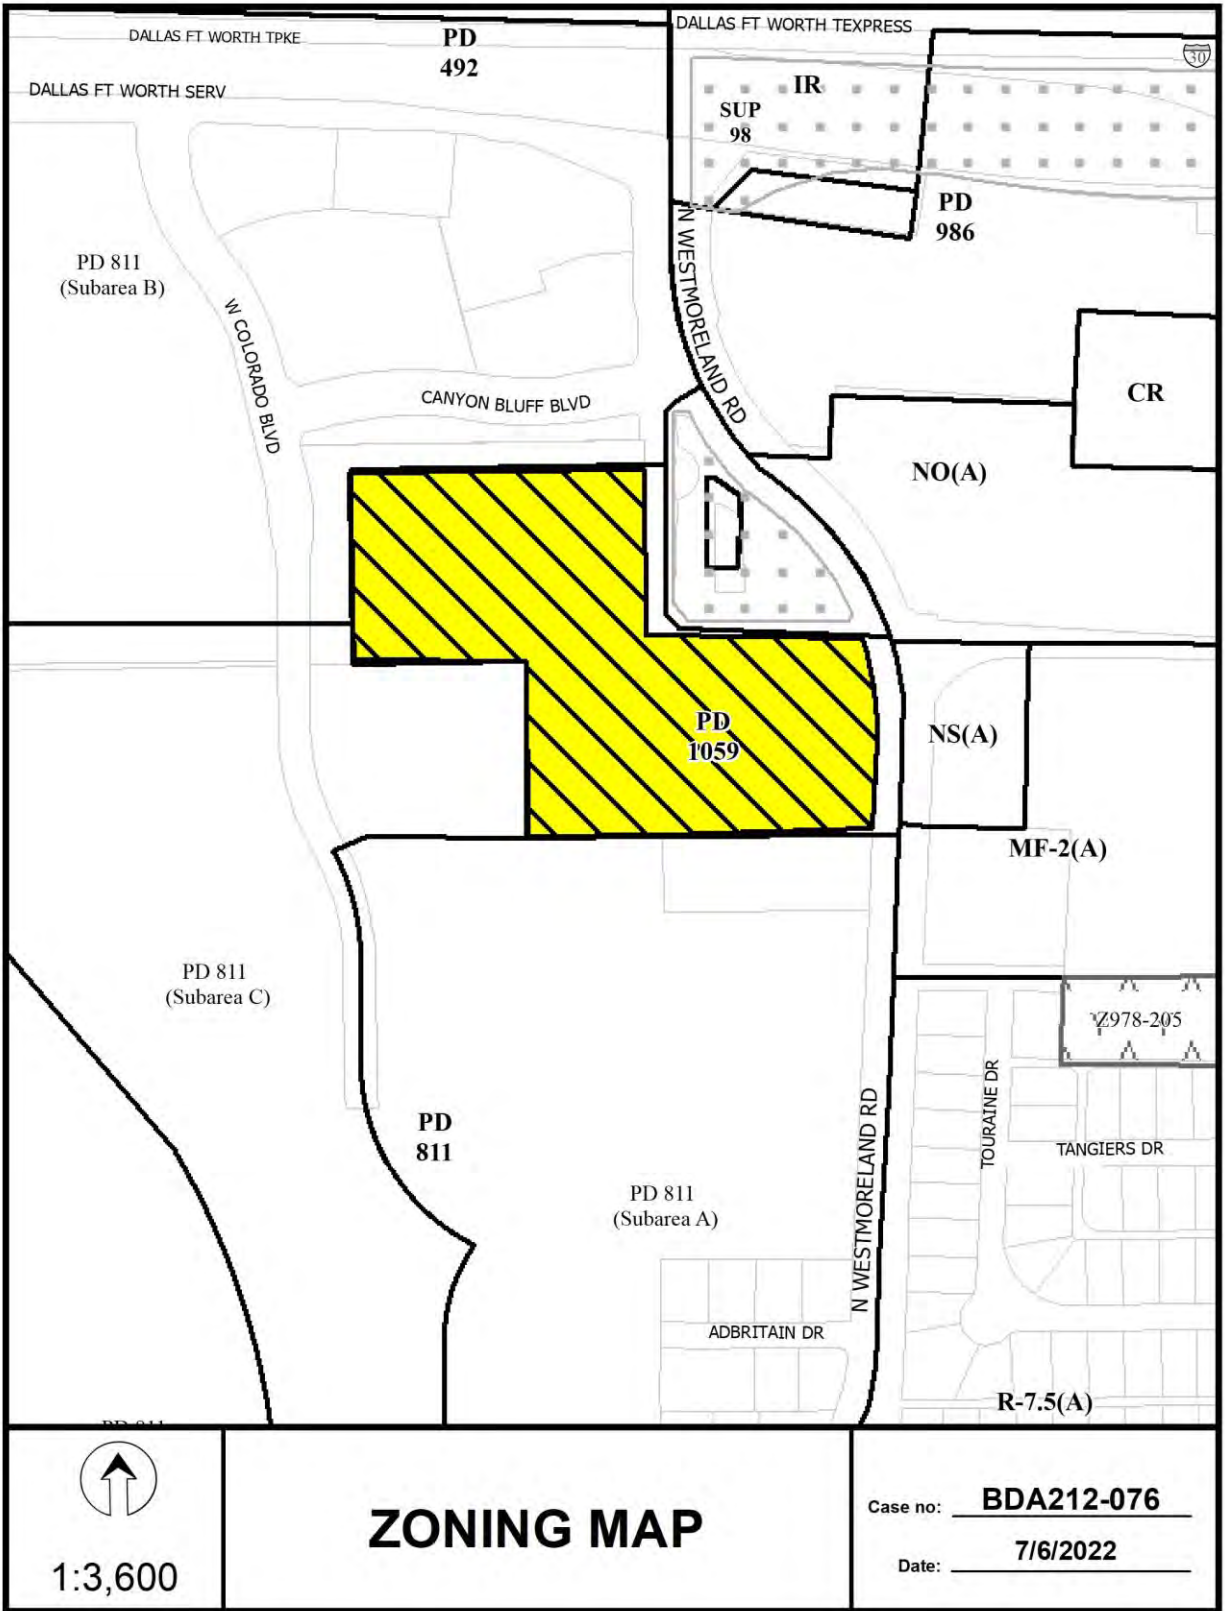 DALLAS FT WORTH TEXPRESS
DALLAS FT WORTH TPKE
PD
492
30
DALLAS FT WORTH SERV
IR
SUP
98
PD
986
PD 811
(Subarea B)
N WESTMORELAND RD
W COLORADO BLVD
CANYON BLUFF BLVD
CR
NO(A)
PD
1059
NS(A)
MF-2(A)
PD 811
(Subarea C)
Z978-205
PD
811
TOURAINE DR
TANGIERS DR
N WESTMORELAND RD
PD 811
(Subarea A)
ADBRITAIN DR
R-7.5(A)
PD 811
1:3,600
ZONING MAP
Case no: BDA212-076
Date: 7/6/2022